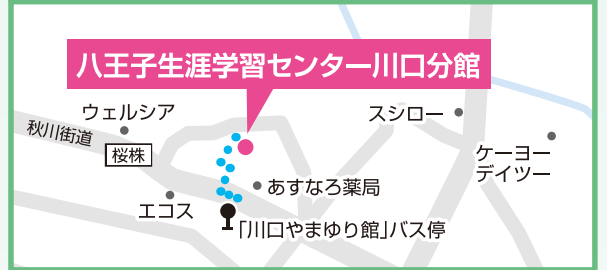 八王子生涯学習センター川口分館
ウェルシア
スシロー
秋川街道
桜株
ケーヨー
デイツー
あすなろ薬局
エコス
「川口やまゆり館」バス停